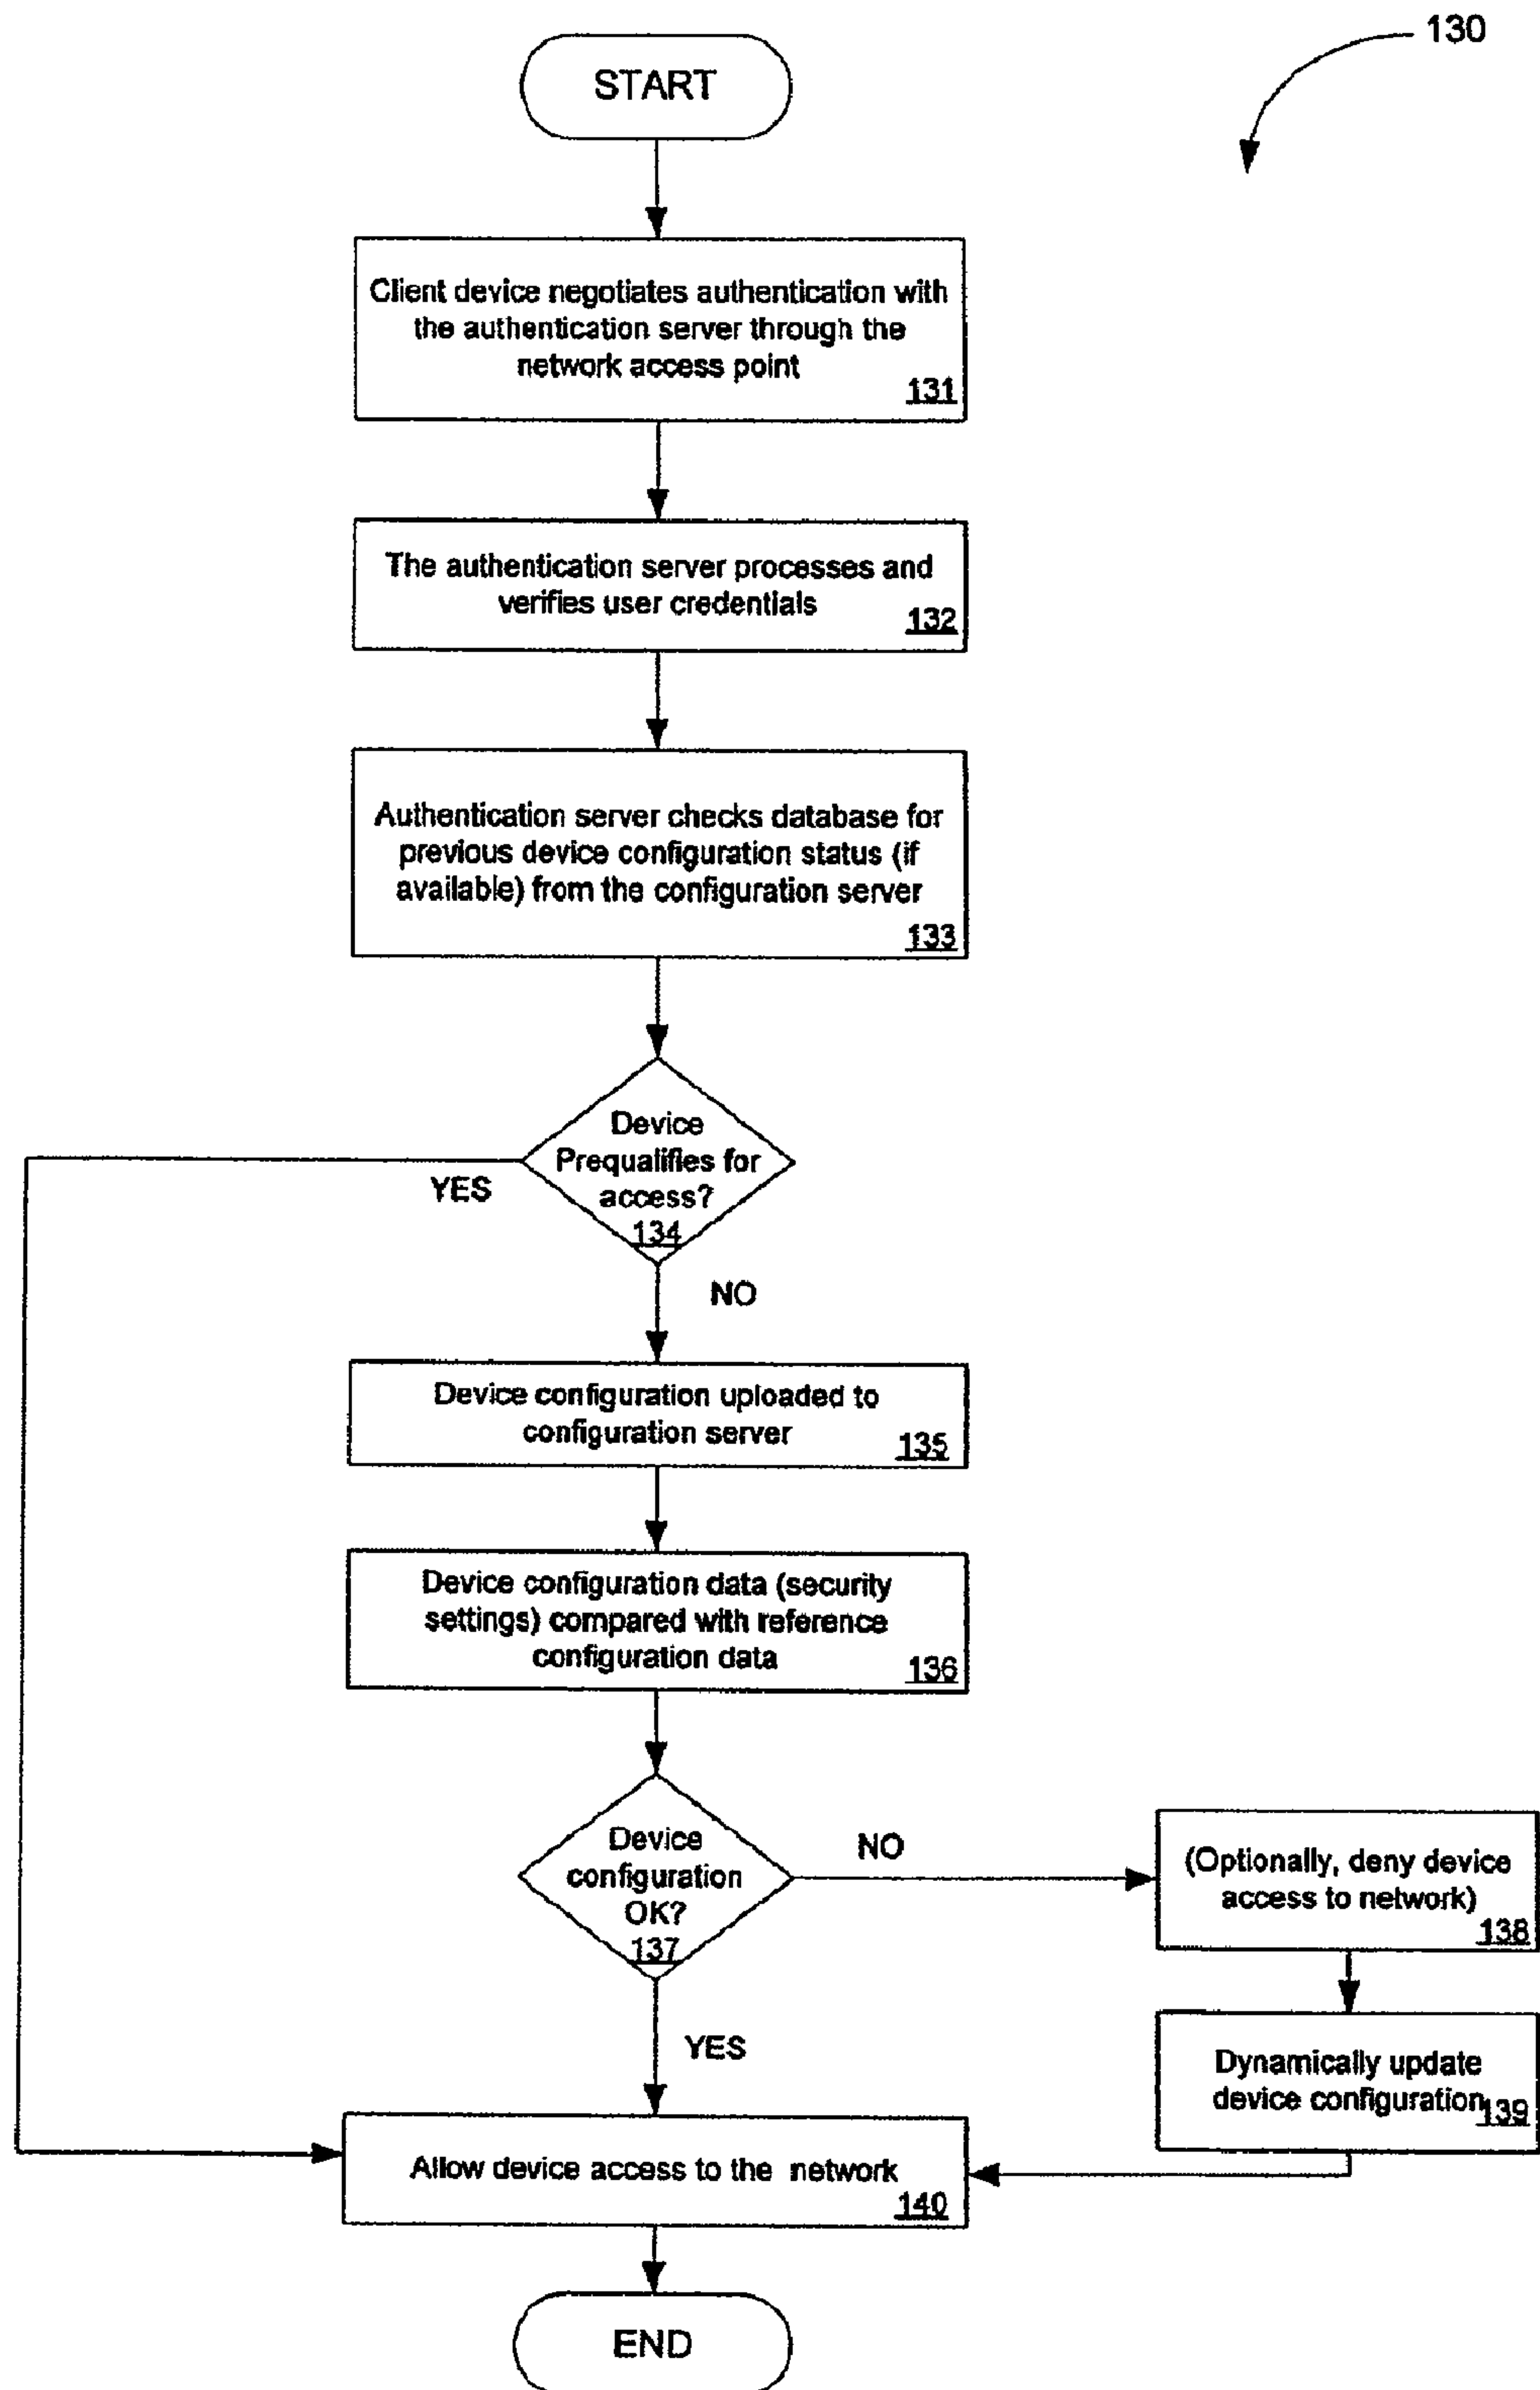 130
START
Client device negotiates authentication with
the authentication server through the
network access point
131
The authentication server processes and
verifies user credentials
132
Authentication server checks database for
previous device configuration status (if
available) from the configuration server
133
Device
Prequalifies for
access?
134
YES
NO
Device configuration uploaded to
configuration server
135
Device configuration data (security
settings) compared with reference
configuration data
136
Device
configuration
OK?
137
NO
(Optionally, deny device
access to network)
138
YES
Dynamically update
device configuration
139
Allow device access to the network
140
END